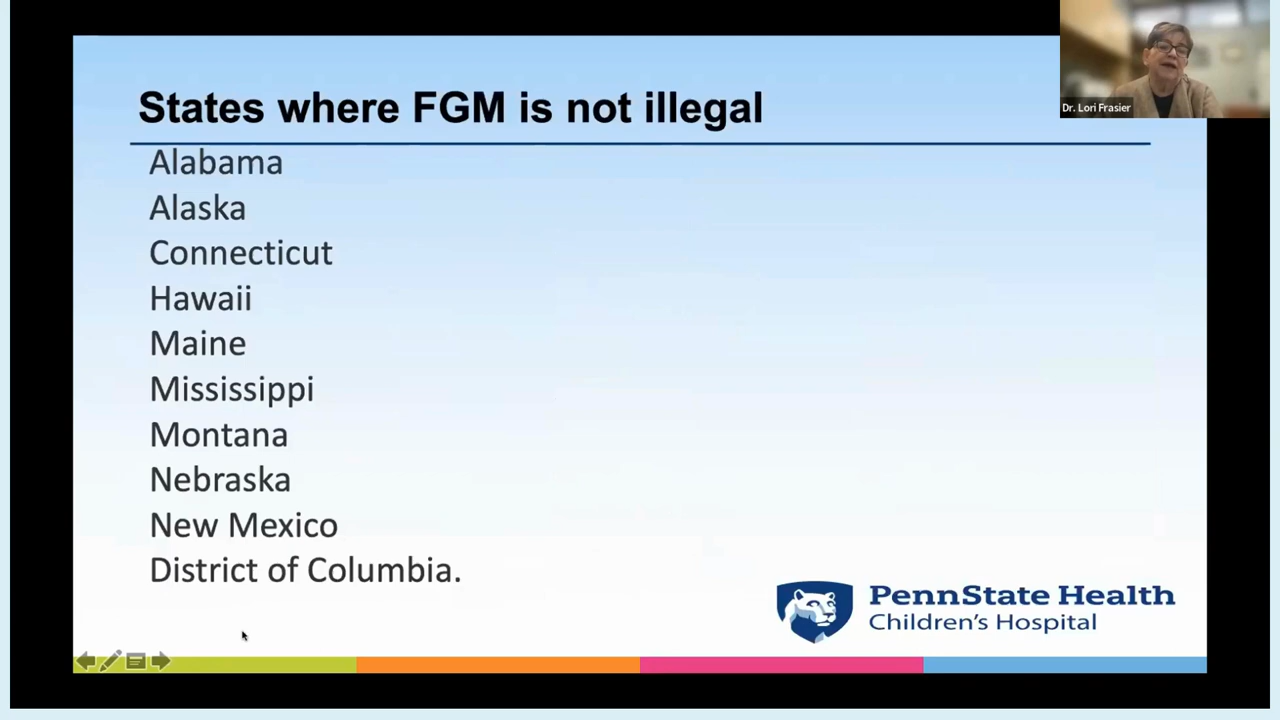 Dr. Lori Frasier
States where FGM is not illegal
Alabama
Alaska
Connecticut
Hawaii
Maine
Mississippi
Montana
Nebraska
New Mexico
District of Columbia.
PennState Health
Children's Hospital